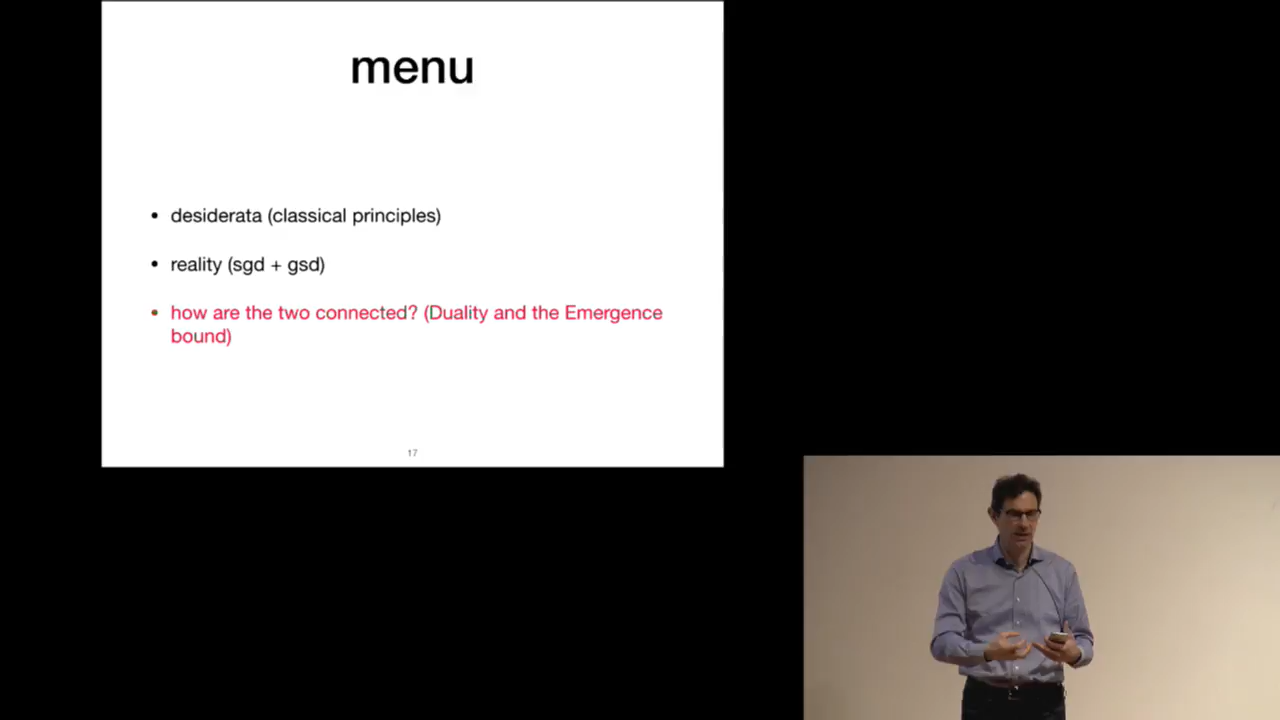 menu
• desiderata (classical principles)
• reality (sgd + gsd)
• how are the two connected? (Duality and the Emergence
bound)
17